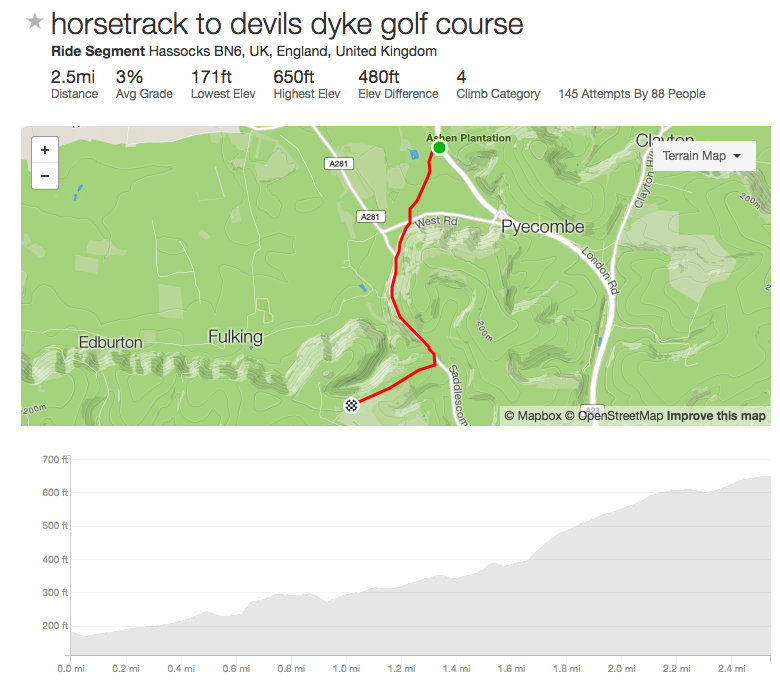 horsetrack to devils dyke golf course
Ride Segment Hassocks BN6, UK, England, United Kingdom
2.5mi 3% 171ft 650ft 480ft 4
Distance Avg Grade Lowest Elev Highest Elev Elev Difference Climb Category 145 Attempts By 88 People
Ashen Plantation
Clayton
+
Terrain Map
A281
−
Clayton Hi
200m
A281
West Rd
Pyecombe
London Rd
200m
Fulking
Edburton
Saddlescom
200m
A23
© Mapbox © OpenStreetMap Improve this map
700 ft
600 ft
500 ft
400 ft
300 ft
200 ft
0.0 mi 0.2 mi 0.4 mi 0.6 mi 0.8 mi 1.0 mi 1.2 mi 1.4 mi 1.6 mi 1.8 mi 2.0 mi 2.2 mi 2.4 mi